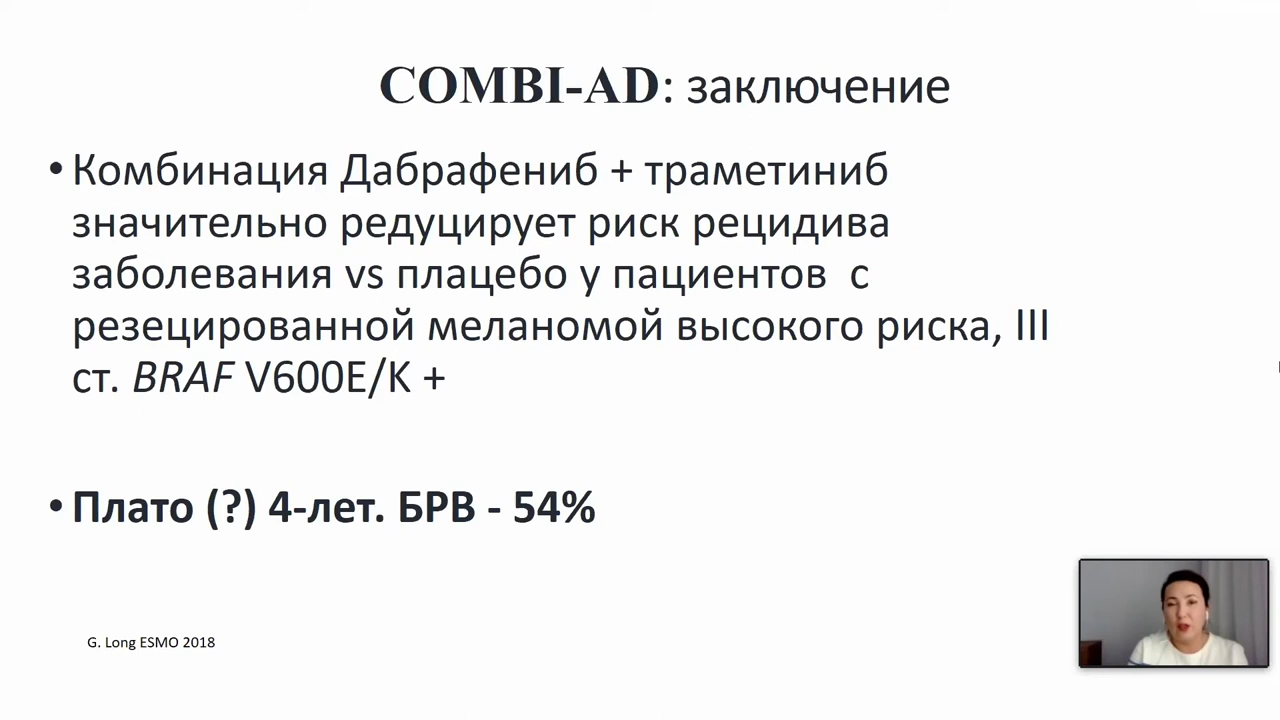 COMBI-AD: заключение
• Комбинация Дабрафениб + траметиниб
значительно редуцирует риск рецидива
заболевания vs плацебо у пациентов с
резецированной меланомой высокого риска, III
ст. BRAF V600E/K +
• Плато (?) 4-лет. БРВ - 54%
G. Long ESMO 2018